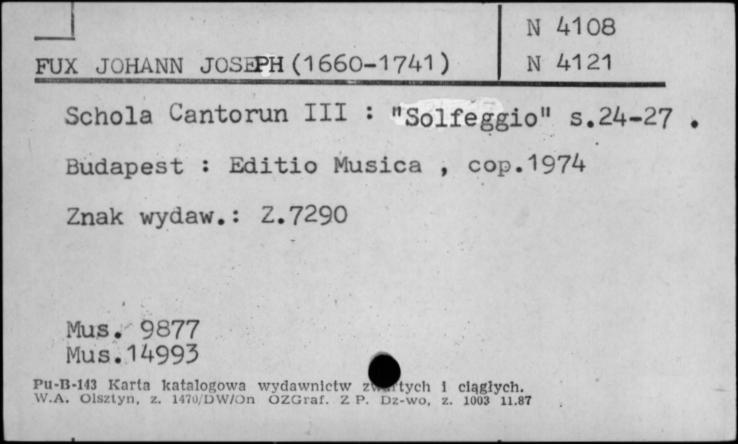 N 4108
FUX JOHANN JOSEPH (1660-1741)
N 4121
Schola Cantorun III : "Solfeggio" s.24-27 .
Budapest : Editio Musica , cop.1974
Znak wydaw.: Z.7290
Mus. 9877
Mus.14993
Pu-B-143 Karta katalogowa wydawnictw zwartych i ciągłych.
W.A. Olsztyn, z. 1470/DW/On OZGraf. Z P. Dz-wo, z. 1003 11.87